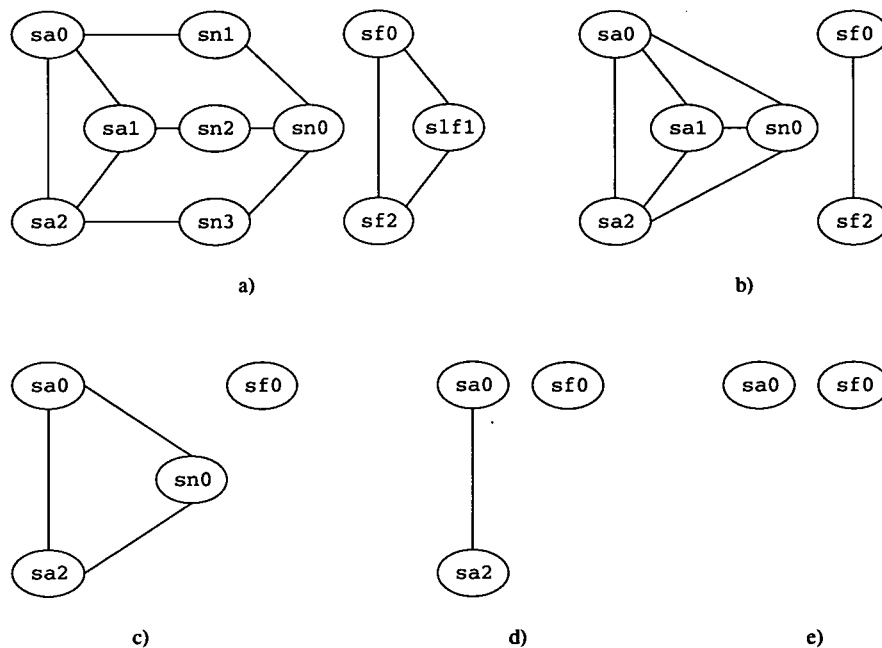 sa0 sn1 sf0 sa0 sf0
sa1 sn2 sn0 slf1 sa1 sn0
sa2 sn3 sf2 sa2 sf2
a) b)
sa0 sf0 sa0 sf0 sa0 sf0
sn0
sa2 sa2
c) d) e)